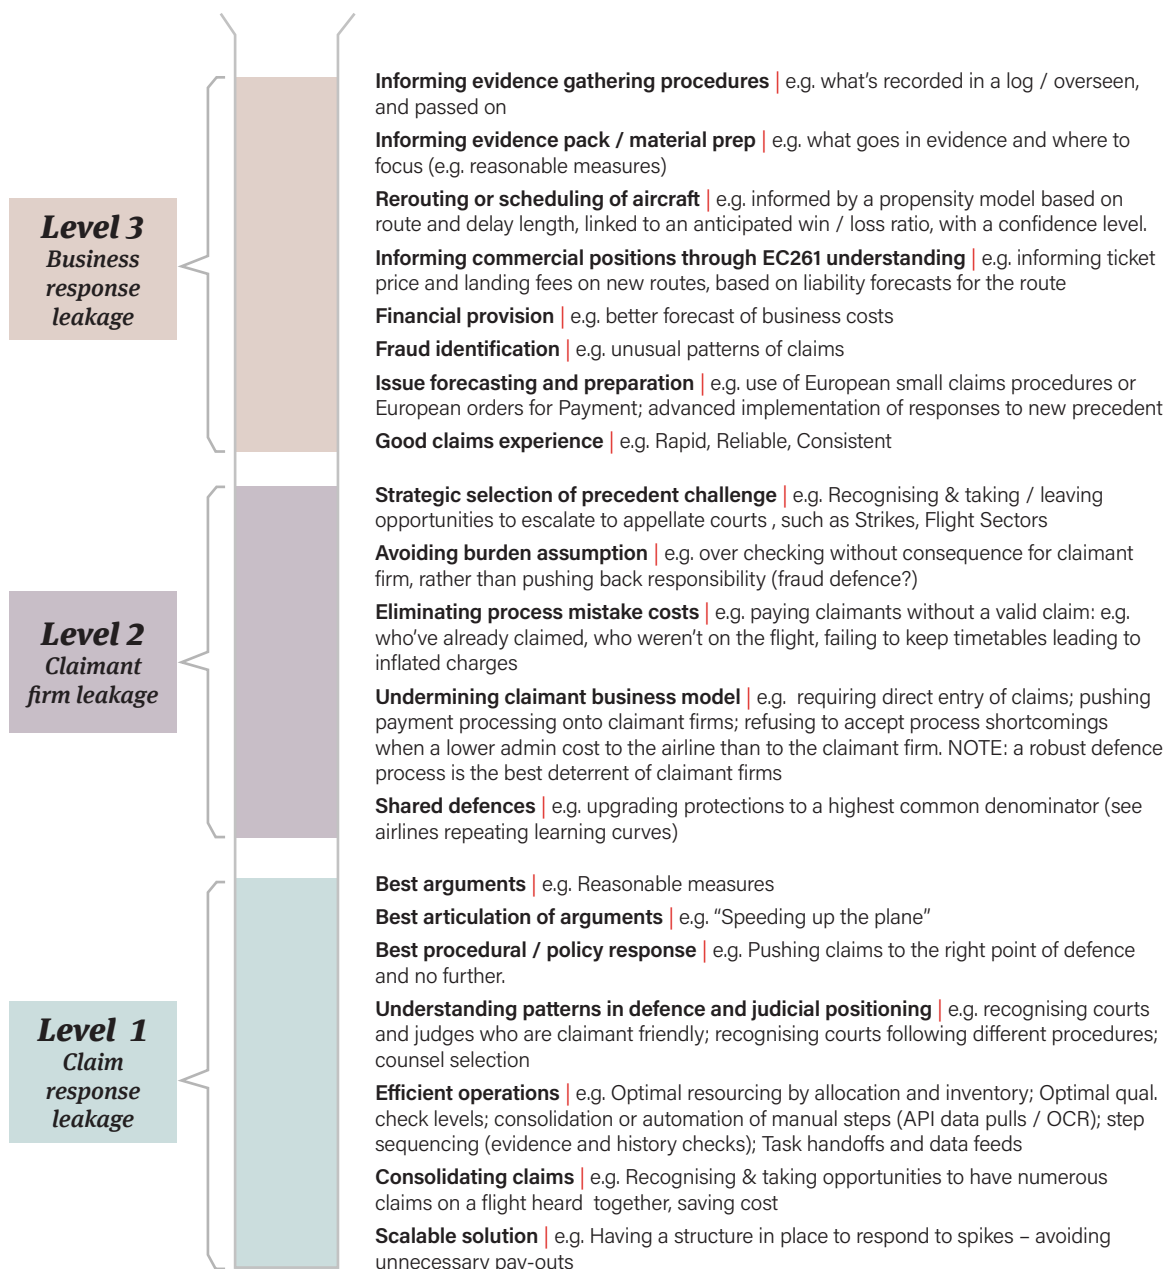 Informing evidence gathering procedures | e.g. what's recorded in a log / overseen,
and passed on
Informing evidence pack / material prep | e.g. what goes in evidence and where to
focus (e.g. reasonable measures)
Rerouting or scheduling of aircraft | e.g. informed by a propensity model based on
route and delay length, linked to an anticipated win / loss ratio, with a confidence level.
Informing commercial positions through EC261 understanding | e.g. informing ticket
price and landing fees on new routes, based on liability forecasts for the route
Financial provision | e.g. better forecast of business costs
Fraud identification | e.g. unusual patterns of claims
Issue forecasting and preparation | e.g. use of European small claims procedures or
European orders for Payment; advanced implementation of responses to new precedent
Good claims experience | e.g. Rapid, Reliable, Consistent
Level 3
Business
response
leakage
Strategic selection of precedent challenge | e.g. Recognising & taking / leaving
opportunities to escalate to appellate courts , such as Strikes, Flight Sectors
Avoiding burden assumption | e.g. over checking without consequence for claimant
firm, rather than pushing back responsibility (fraud defence?)
Eliminating process mistake costs | e.g. paying claimants without a valid claim: e.g.
who've already claimed, who weren't on the flight, failing to keep timetables leading to
inflated charges
Undermining claimant business model | e.g. requiring direct entry of claims; pushing
payment processing onto claimant firms; refusing to accept process shortcomings
when a lower admin cost to the airline than to the claimant firm. NOTE: a robust defence
process is the best deterrent of claimant firms
Shared defences | e.g. upgrading protections to a highest common denominator (see
airlines repeating learning curves)
Level 2
Claimant
firm leakage
Best arguments | e.g. Reasonable measures
Best articulation of arguments | e.g. "Speeding up the plane"
Best procedural / policy response | e.g. Pushing claims to the right point of defence
and no further.
Understanding patterns in defence and judicial positioning | e.g. recognising courts
and judges who are claimant friendly; recognising courts following different procedures;
counsel selection
Efficient operations | e.g. Optimal resourcing by allocation and inventory; Optimal qual.
check levels; consolidation or automation of manual steps (API data pulls / OCR); step
sequencing (evidence and history checks); Task handoffs and data feeds
Consolidating claims | e.g. Recognising & taking opportunities to have numerous
claims on a flight heard together, saving cost
Scalable solution | e.g. Having a structure in place to respond to spikes – avoiding
unnecessary pay-outs
Level 1
Claim
response
leakage